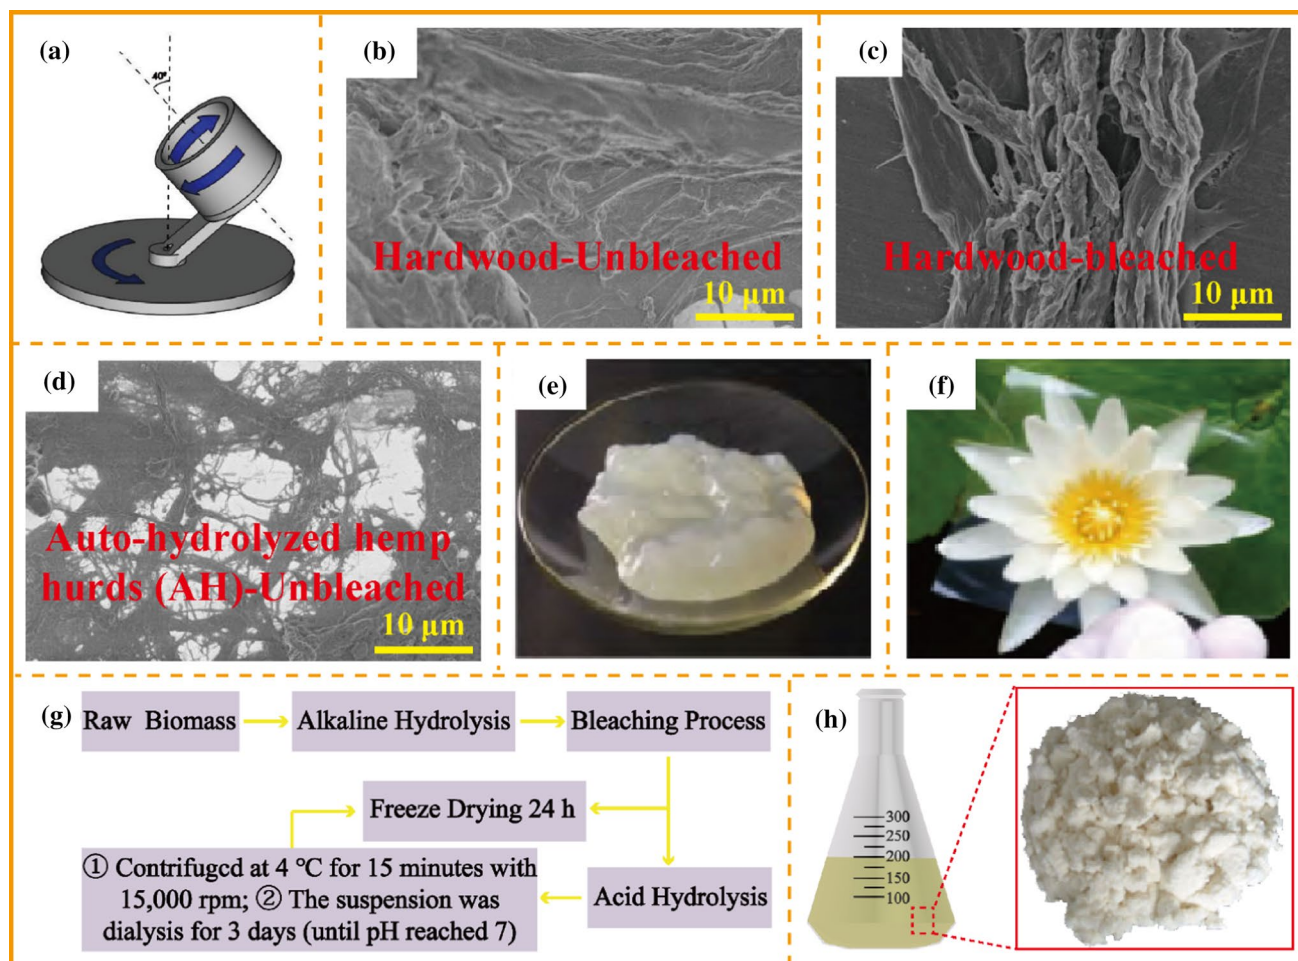 (a)
40°
(b)
Hardwood-Unbleached
10 µm
(c)
Hardwood-bleached
10 µm
(d)
Auto-hydrolyzed hemp
hurds (AH)-Unbleached
10 µm
(e)
(f)
(g)
Raw Biomass
Alkaline Hydrolysis
Bleaching Process
Freeze Drying 24 h
① Contrifugcd at 4 ℃ for 15 minutes with
15,000 rpm; ② The suspension was
dialysis for 3 days (until pH reached 7)
Acid Hydrolysis
(h)
300
250
200
150
100